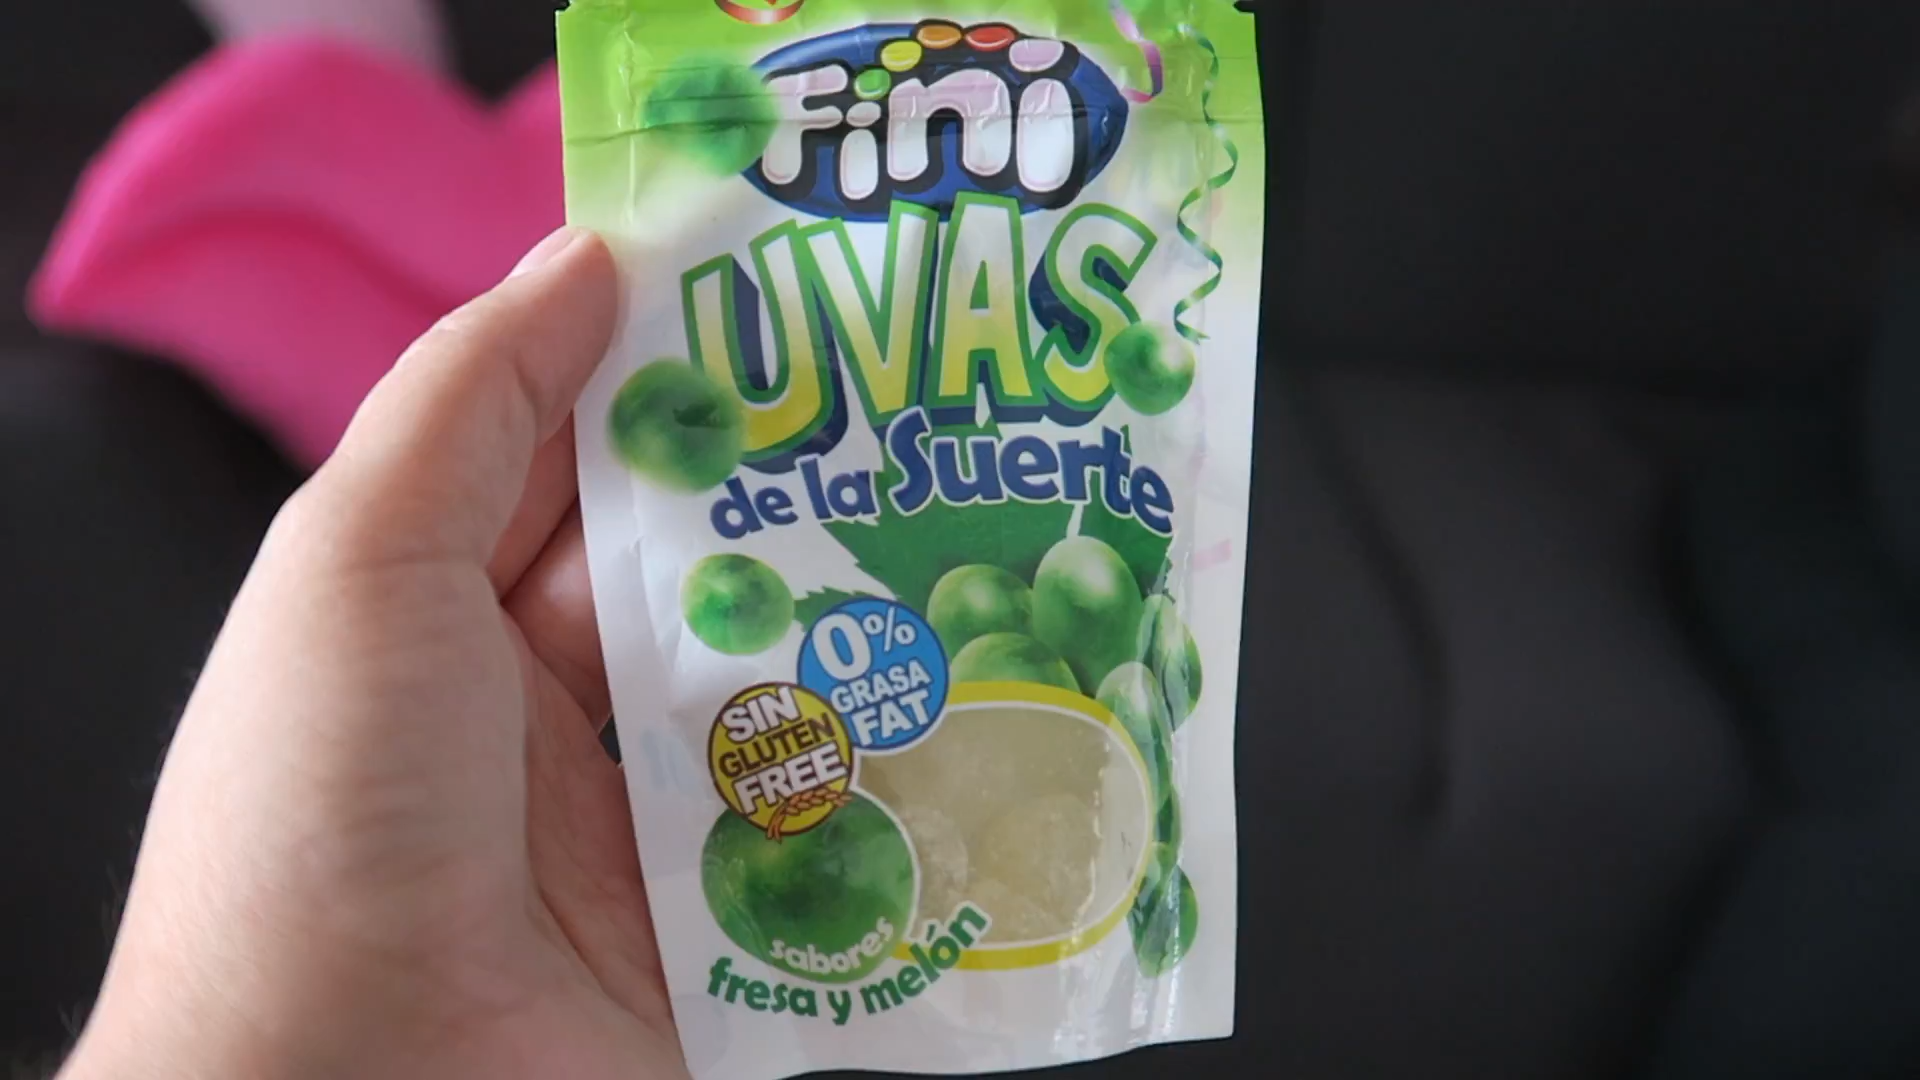 Fini
UVAS
de la Suerte
0%
GRASA
FAT
SIN
GLUTEN
FREE
sabores
fresa y melón